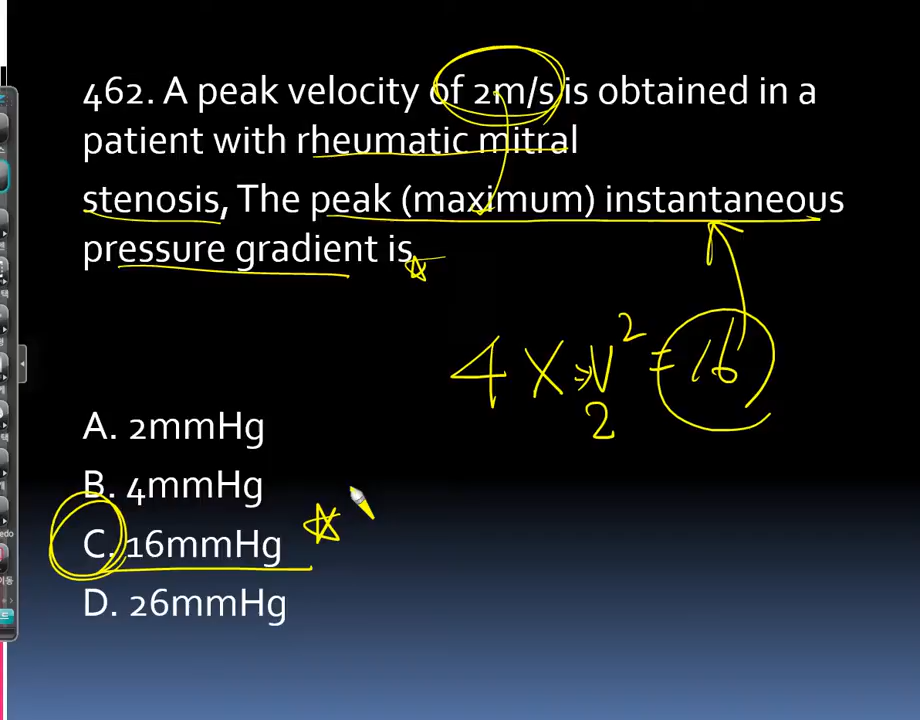 462. A peak velocity of 2m/s is obtained in a
patient with rheumatic mitral
stenosis, The peak (maximum) instantaneous
pressure gradient is
4 X V² = 16
2
A. 2mmHg
B. 4mmHg
C. 16mmHg
D. 26mmHg